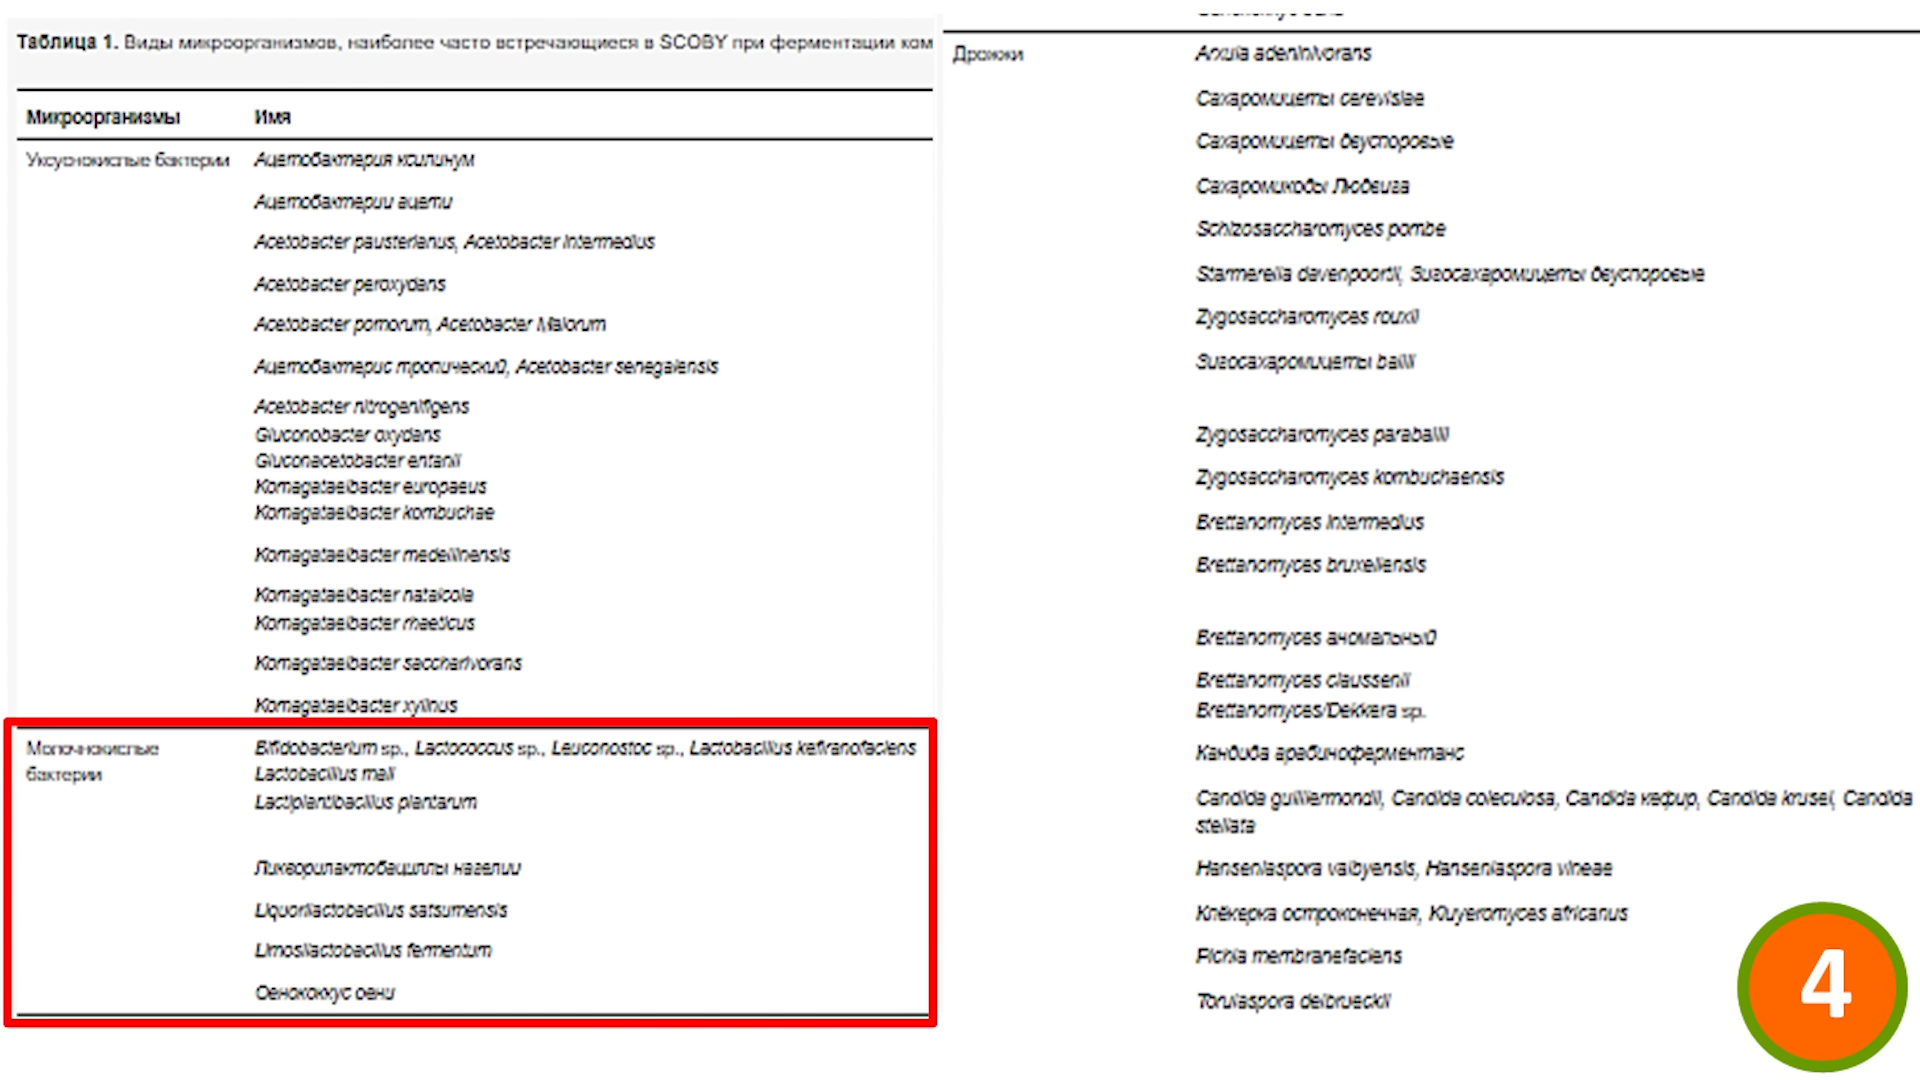 Таблица 1. Виды микроорганизмов, наиболее часто встречающиеся в SCOBY при ферментации ком
Микроорганизмы Имя
Уксуснокислые бактерии Ацетобактерия ксилинум
Ацетобактерии ацети
Acetobacter pausterianus, Acetobacter intermedius
Acetobacter peroxydans
Acetobacter pomorum, Acetobacter Malorum
Ацетобактерис тропический, Acetobacter senegalensis
Acetobacter nitrogenifigens
Gluconobacter oxydans
Gluconacetobacter entanii
Komagataeibacter europaeus
Komagataeibacter kombuchae
Komagataeibacter medellinensis
Komagataeibacter nataicola
Komagataeibacter rhaeticus
Komagataeibacter saccharivorans
Komagataeibacter xylinus
Молочнокислые бактерии Bifidobacterium sp., Lactococcus sp., Leuconostoc sp., Lactobacillus kefiranofaciens
Lactobacillus mali
Lactiplantibacillus plantarum
Ликворилактобациллы нагелии
Liquorilactobacillus satsumensis
Limosilactobacillus fermentum
Оенококкус оени
Дрожжи Arxula adeninivorans
Сахаромицеты cerevisiae
Сахаромицеты двуспоровые
Сахаромикоды Людвига
Schizosaccharomyces pombe
Starmerella davenpoortii, Зигосахаромицеты двуспоровые
Zygosaccharomyces rouxii
Зигосахаромицеты bailii
Zygosaccharomyces parabailii
Zygosaccharomyces kombuchaensis
Brettanomyces intermedius
Brettanomyces bruxellensis
Brettanomyces аномальный
Brettanomyces claussenii
Brettanomyces/Dekkera sp.
Кандида арабиноферментанс
Candida guilliermondii, Candida coleculosa, Candida кефир, Candida krusei, Candida
stellata
Hanseniaspora valbyensis, Hanseniaspora vineae
Клёкерка остроконечная, Kluyeromyces africanus
Pichia membranefaciens
Torulaspora delbrueckii
4